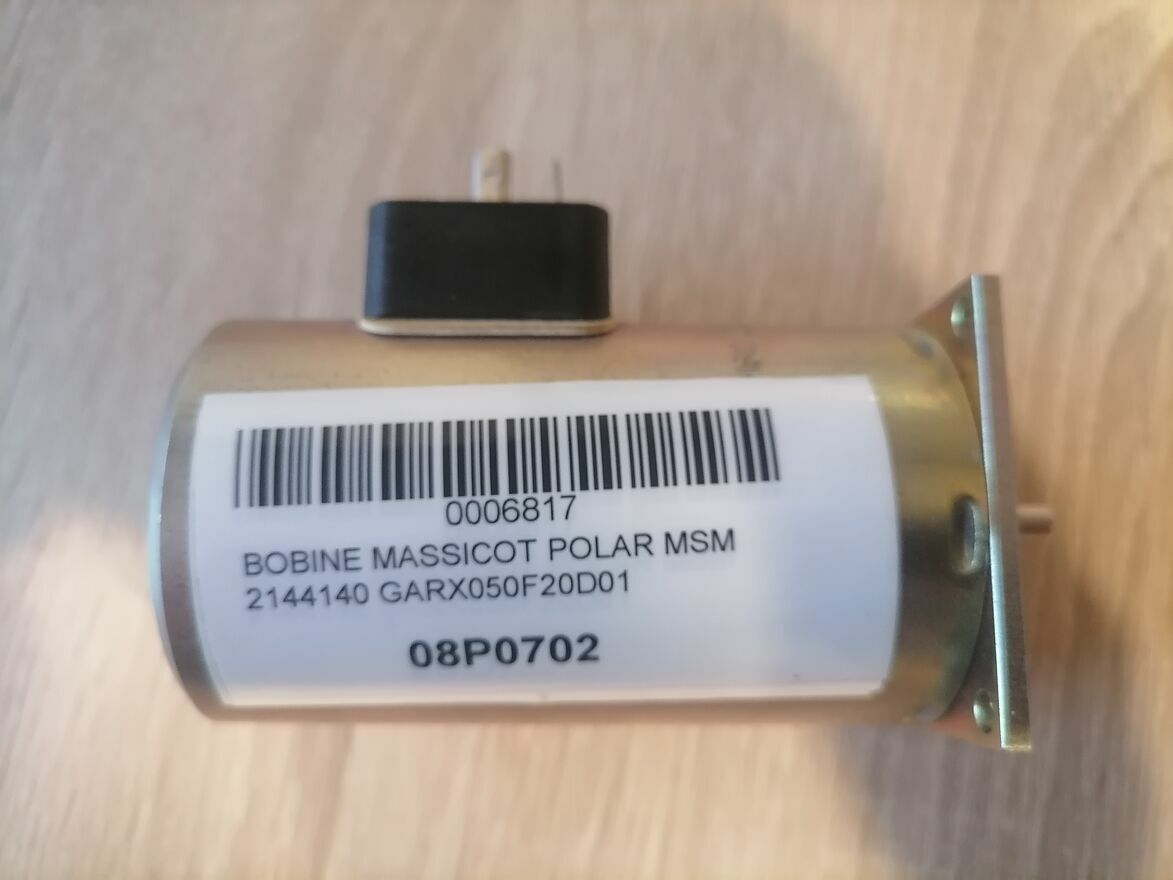 0006817
BOBINE MASSICOT POLAR MSM
2144140 GARX050F20D01
08P0702